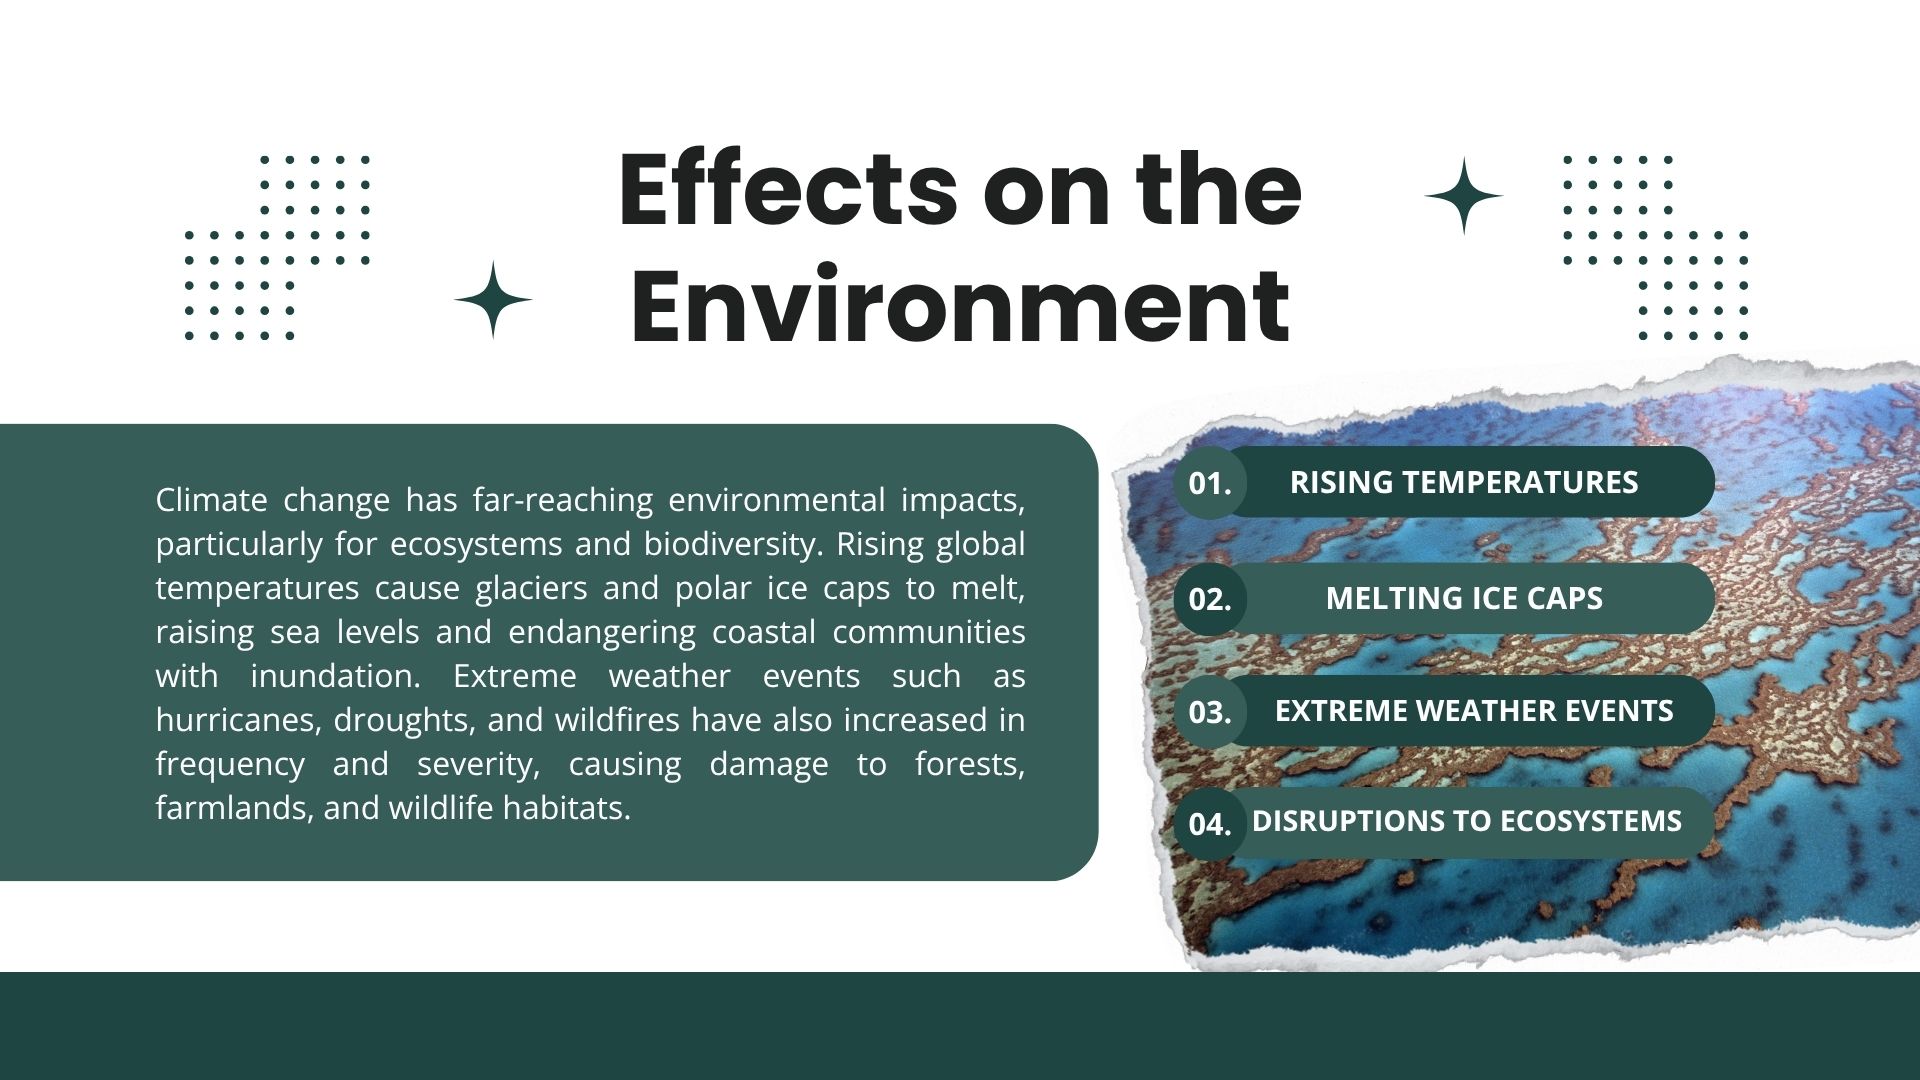 Effects on the
Environment
Climate change has far-reaching environmental impacts,
particularly for ecosystems and biodiversity. Rising global
temperatures cause glaciers and polar ice caps to melt,
raising sea levels and endangering coastal communities
with inundation. Extreme weather events such as
hurricanes, droughts, and wildfires have also increased in
frequency and severity, causing damage to forests,
farmlands, and wildlife habitats.
01. RISING TEMPERATURES
02. MELTING ICE CAPS
03. EXTREME WEATHER EVENTS
04. DISRUPTIONS TO ECOSYSTEMS